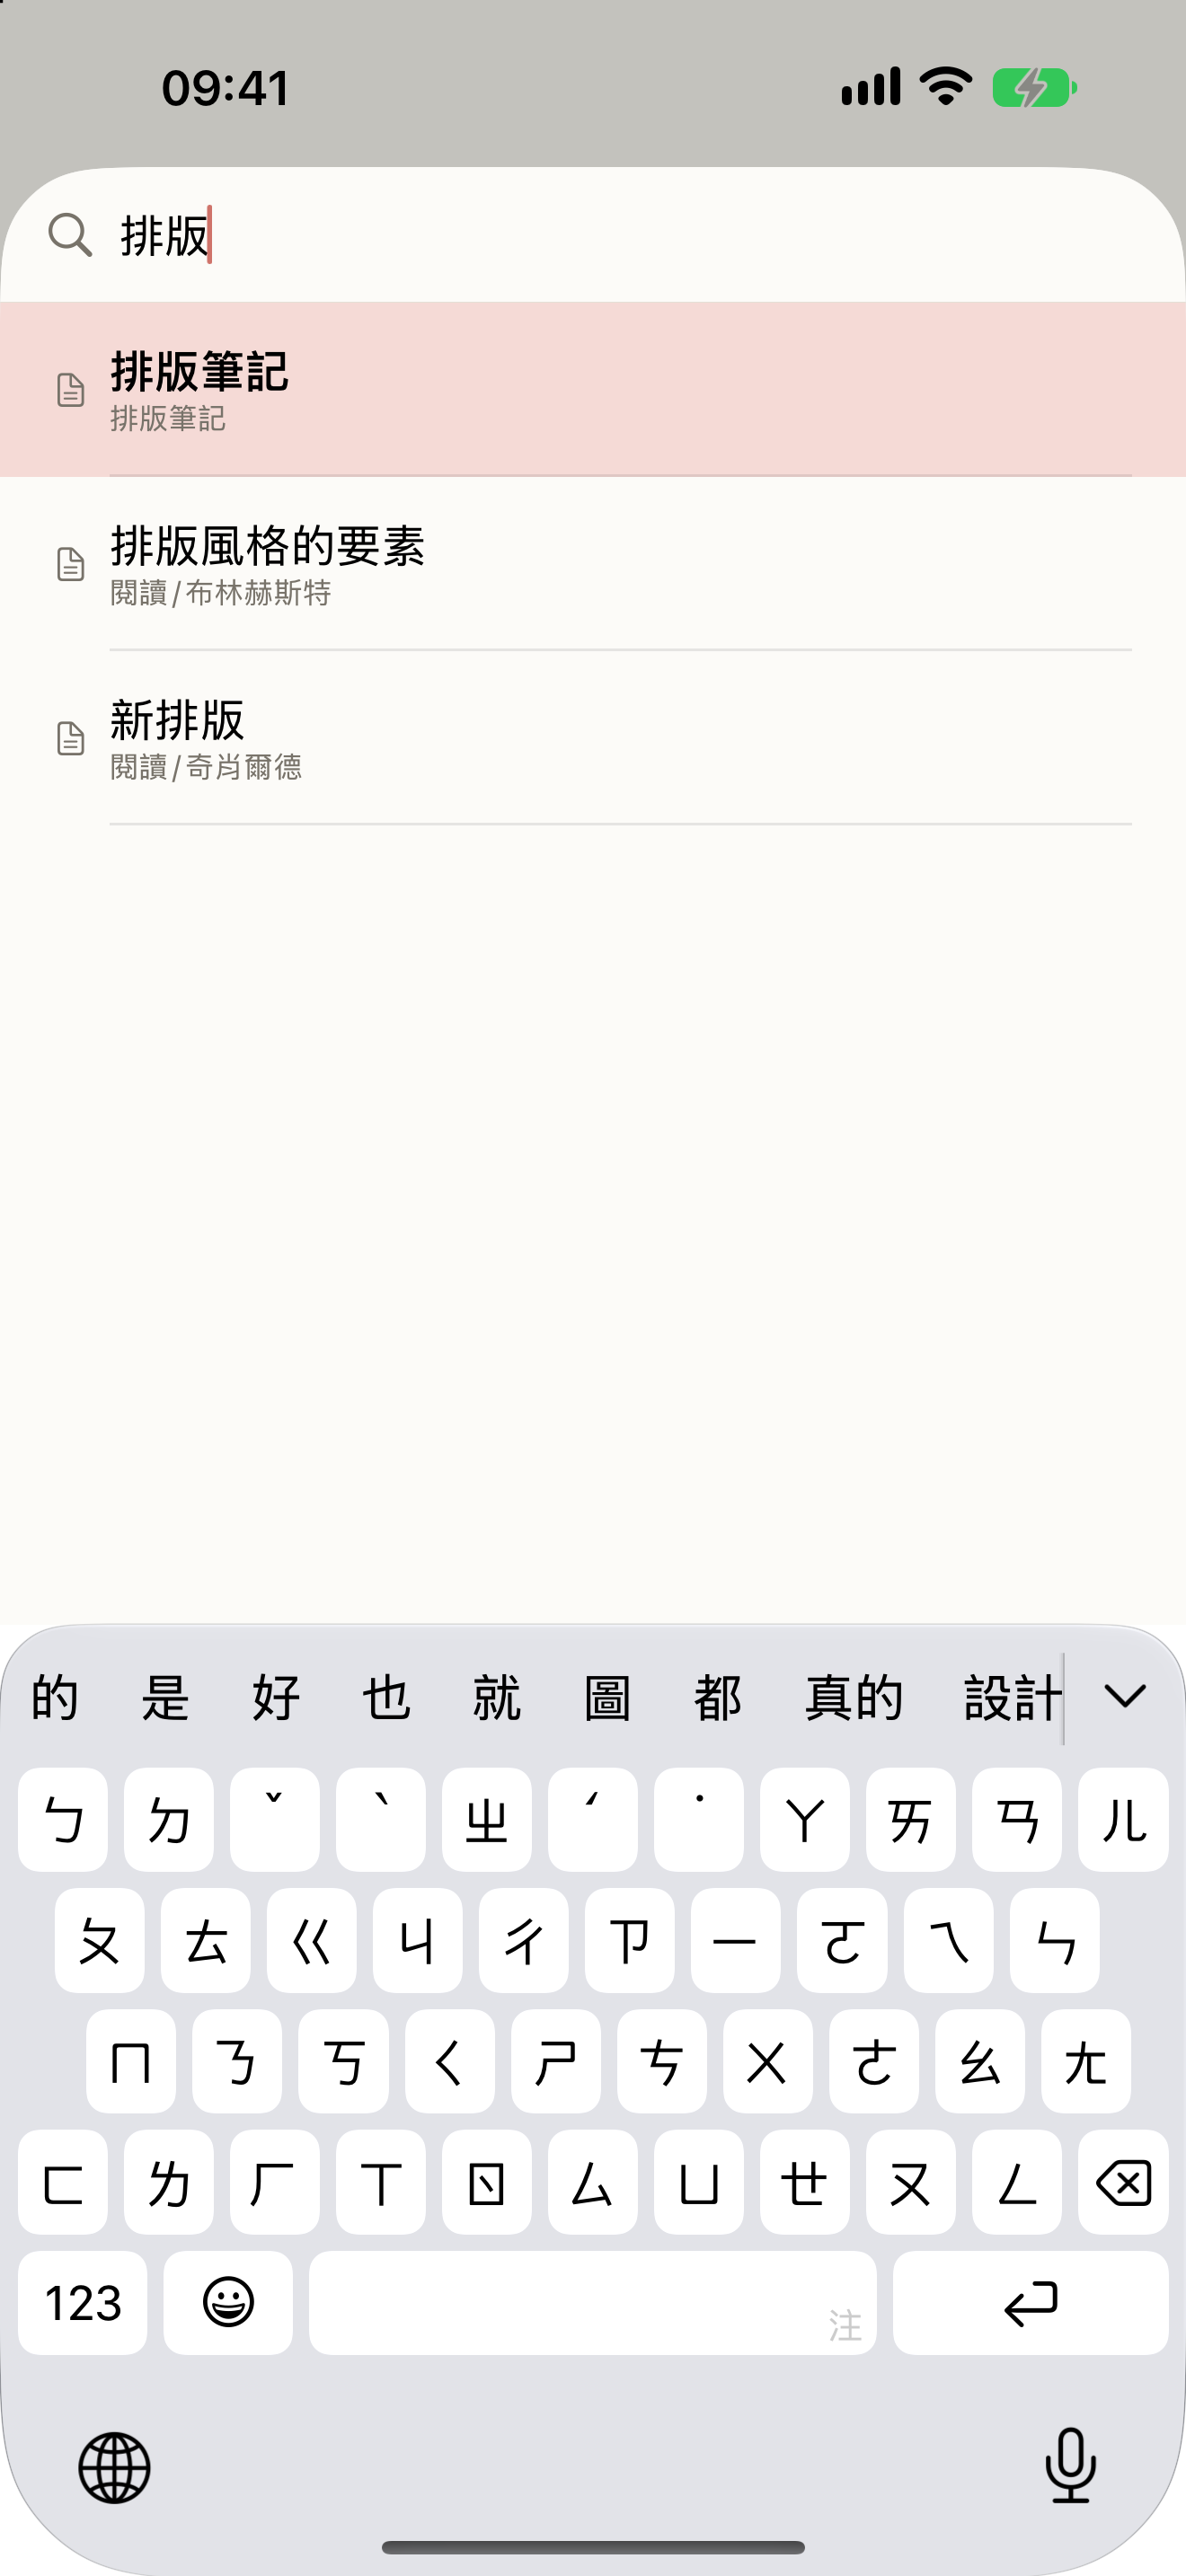 09:41
排版
排版筆記
排版筆記
排版風格的要素
閱讀/布林赫斯特
新排版
閱讀/奇肖爾德
的 是 好 也 就 圖 都 真的 設計
ㄅ ㄉ ˇ ˋ ㄓ ˊ ˙ ㄚ ㄞ ㄢ ㄦ
ㄆ ㄊ ㄍ ㄐ ㄔ ㄗ ㄧ ㄛ ㄟ ㄣ
ㄇ ㄋ ㄎ ㄑ ㄕ ㄘ ㄨ ㄜ ㄠ ㄤ
ㄈ ㄌ ㄏ ㄒ ㄖ ㄙ ㄩ ㄝ ㄡ ㄥ
123 注